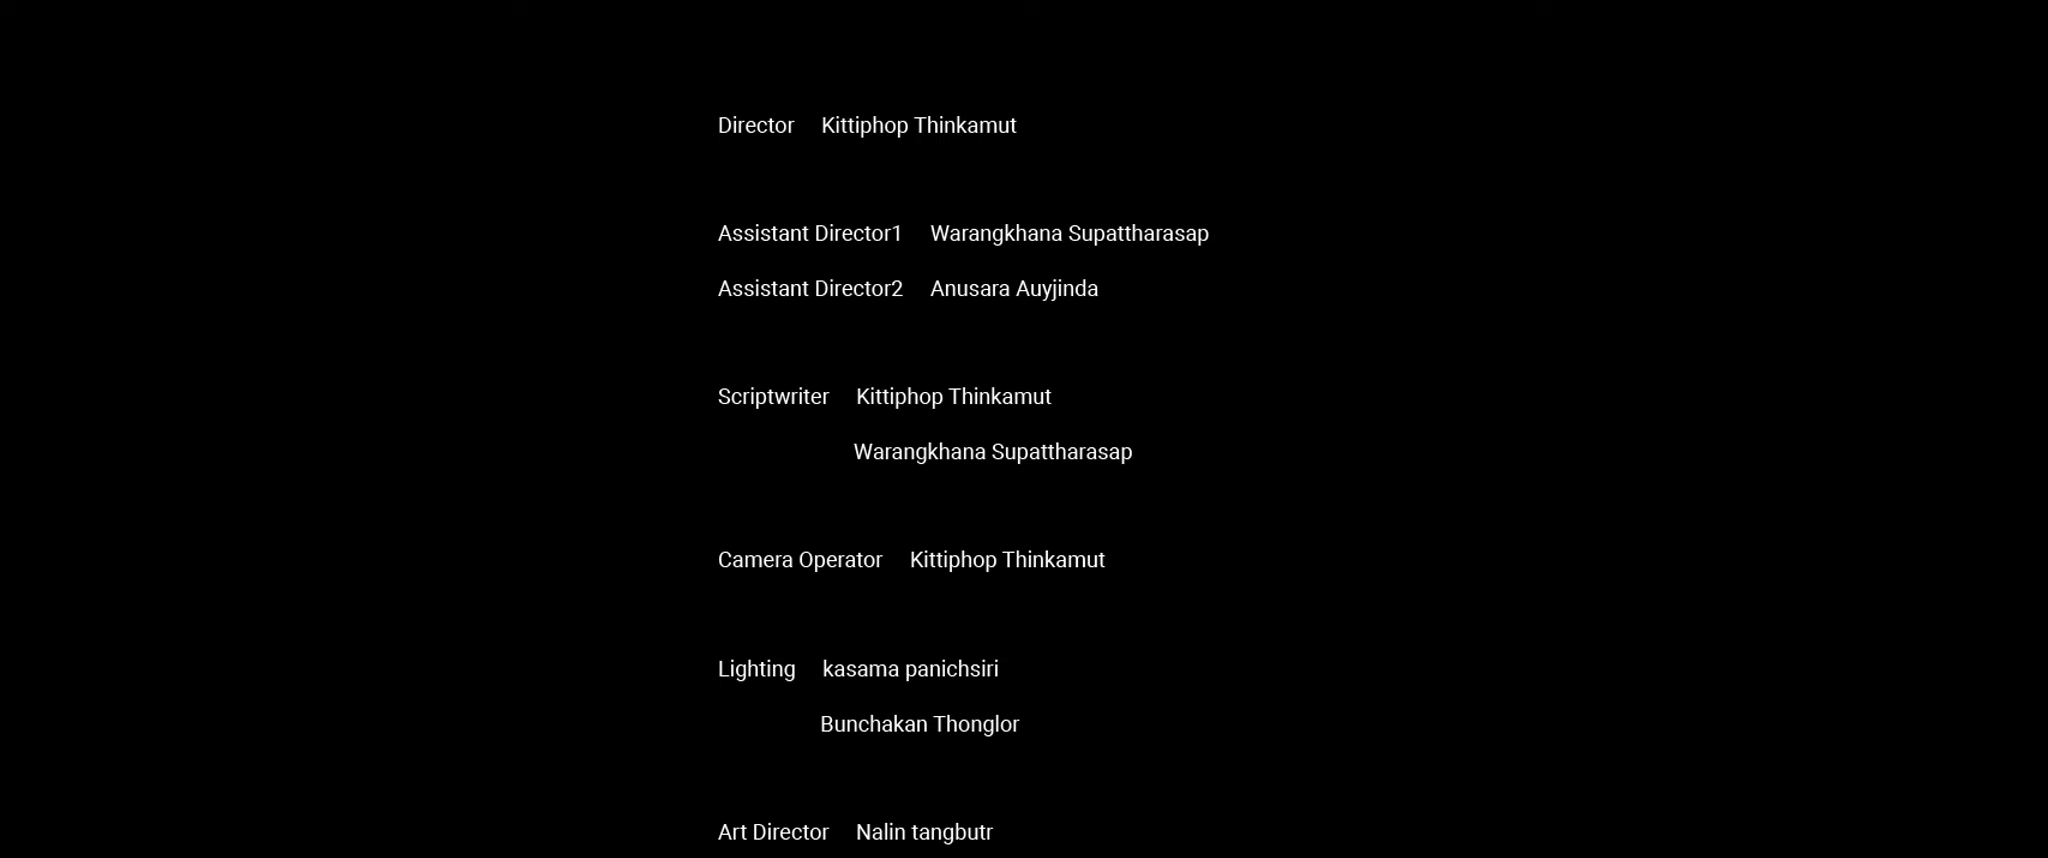 Director Kittiphop Thinkamut
Assistant Director1 Warangkhana Supattharasap
Assistant Director2 Anusara Auyjinda
Scriptwriter Kittiphop Thinkamut
Warangkhana Supattharasap
Camera Operator Kittiphop Thinkamut
Lighting kasama panichsiri
Bunchakan Thonglor
Art Director Nalin tangbutr